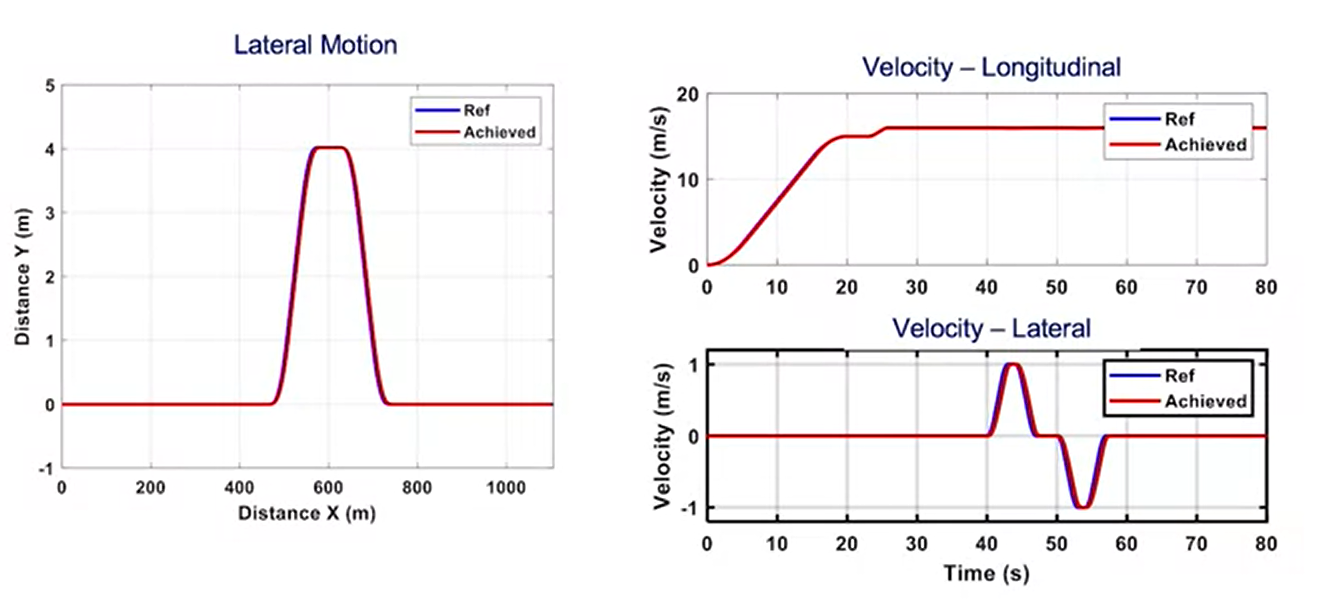 Lateral Motion
5
4
3
2
1
0
-1
Distance Y (m)
Ref
Achieved
0 200 400 600 800 1000
Distance X (m)
Velocity – Longitudinal
20
10
0
Velocity (m/s)
Ref
Achieved
0 10 20 30 40 50 60 70 80
Velocity – Lateral
1
0
-1
Velocity (m/s)
Ref
Achieved
0 10 20 30 40 50 60 70 80
Time (s)